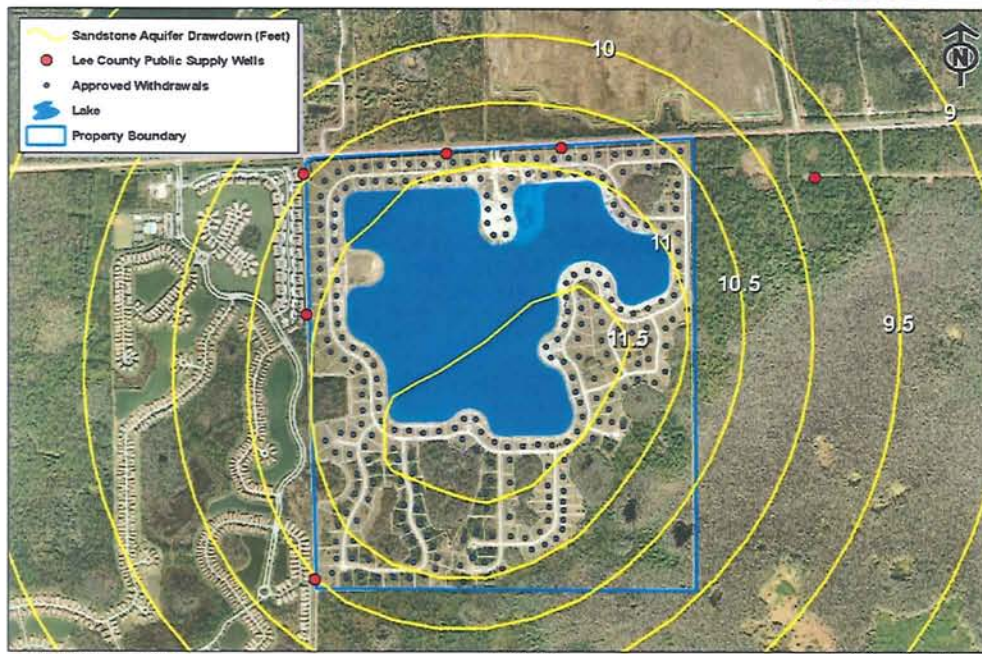 Sandstone Aquifer Drawdown (Feet)
Lee County Public Supply Wells
Approved Withdrawals
Lake
Property Boundary
N
10
9
11
10.5
11.5
9.5